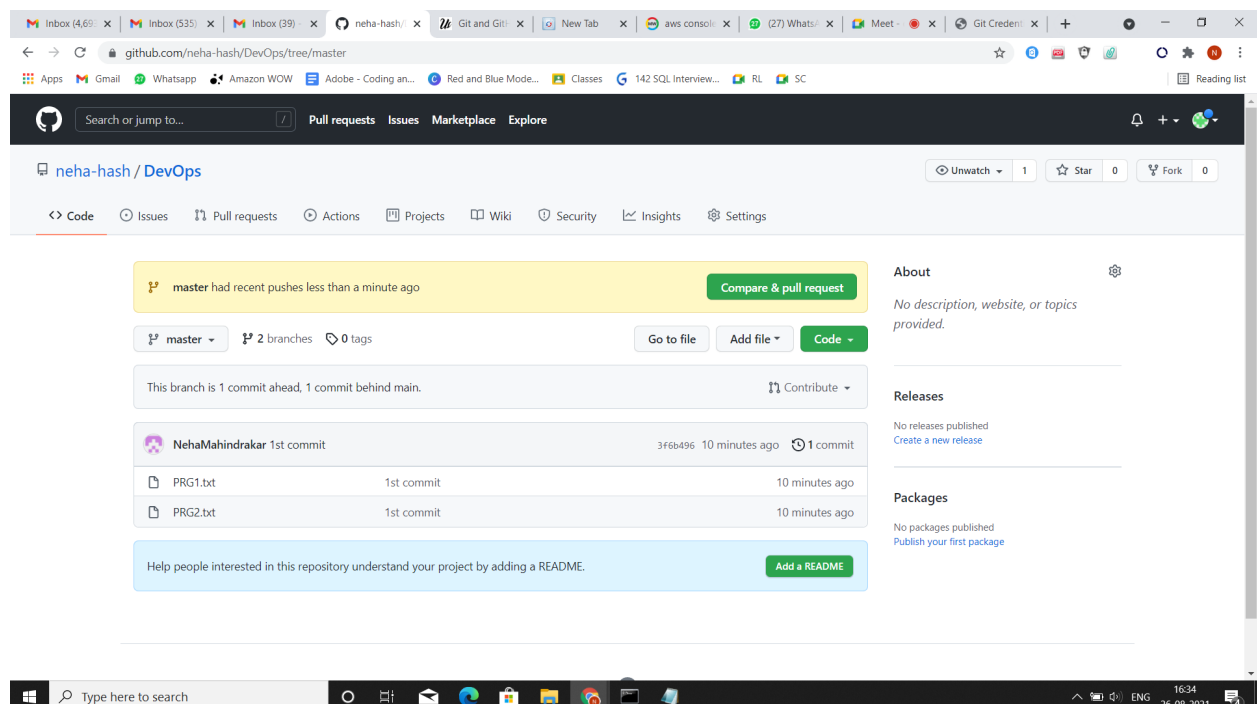 Inbox (4,69 Inbox (535) Inbox (39) - neha-hash/ Git and Git New Tab aws console (27) Whats Meet - Git Credent
github.com/neha-hash/DevOps/tree/master
Apps Gmail Whatsapp Amazon WOW Adobe - Coding an... Red and Blue Mode... Classes 142 SQL Interview... RL SC Reading list
Search or jump to... / Pull requests Issues Marketplace Explore
neha-hash / DevOps Unwatch 1 Star 0 Fork 0
Code Issues Pull requests Actions Projects Wiki Security Insights Settings
master had recent pushes less than a minute ago Compare & pull request
About
No description, website, or topics
provided.
master 2 branches 0 tags Go to file Add file Code
This branch is 1 commit ahead, 1 commit behind main. Contribute
Releases
No releases published
Create a new release
NehaMahindrakar 1st commit 3f6b496 10 minutes ago 1 commit
PRG1.txt 1st commit 10 minutes ago
PRG2.txt 1st commit 10 minutes ago
Packages
No packages published
Publish your first package
Help people interested in this repository understand your project by adding a README. Add a README
Type here to search ENG 16:34
26-08-2021